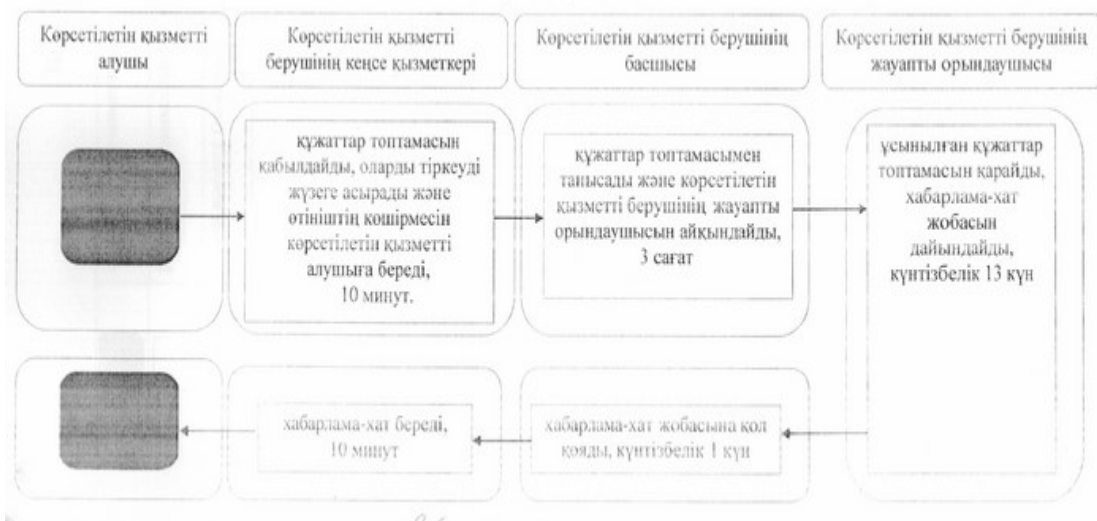 Көрсетілетін қызметті
алушы
Көрсетілетін қызметті
берушінің кеңсе қызметкері
Көрсетілетін қызметті берушінің
басшысы
Көрсетілетін қызметті берушінің
жауапты орындаушысы
құжаттар топтамасын
қабылдайды, оларды тіркеуді
жүзеге асырады және
өтініштің көшірмесін
көрсетілетін қызметті
алушыға береді,
10 минут.
құжаттар топтамасымен
танысады және көрсетілетін
қызметті берушінің жауапты
орындаушысын айқындайды,
3 сағат
ұсынылған құжаттар
топтамасын қарайды,
хабарлама-хат
жобасын
дайындайды,
күнтізбелік 13 күн
хабарлама-хат береді,
10 минут
хабарлама-хат жобасына қол
қояды, күнтізбелік 1 күн